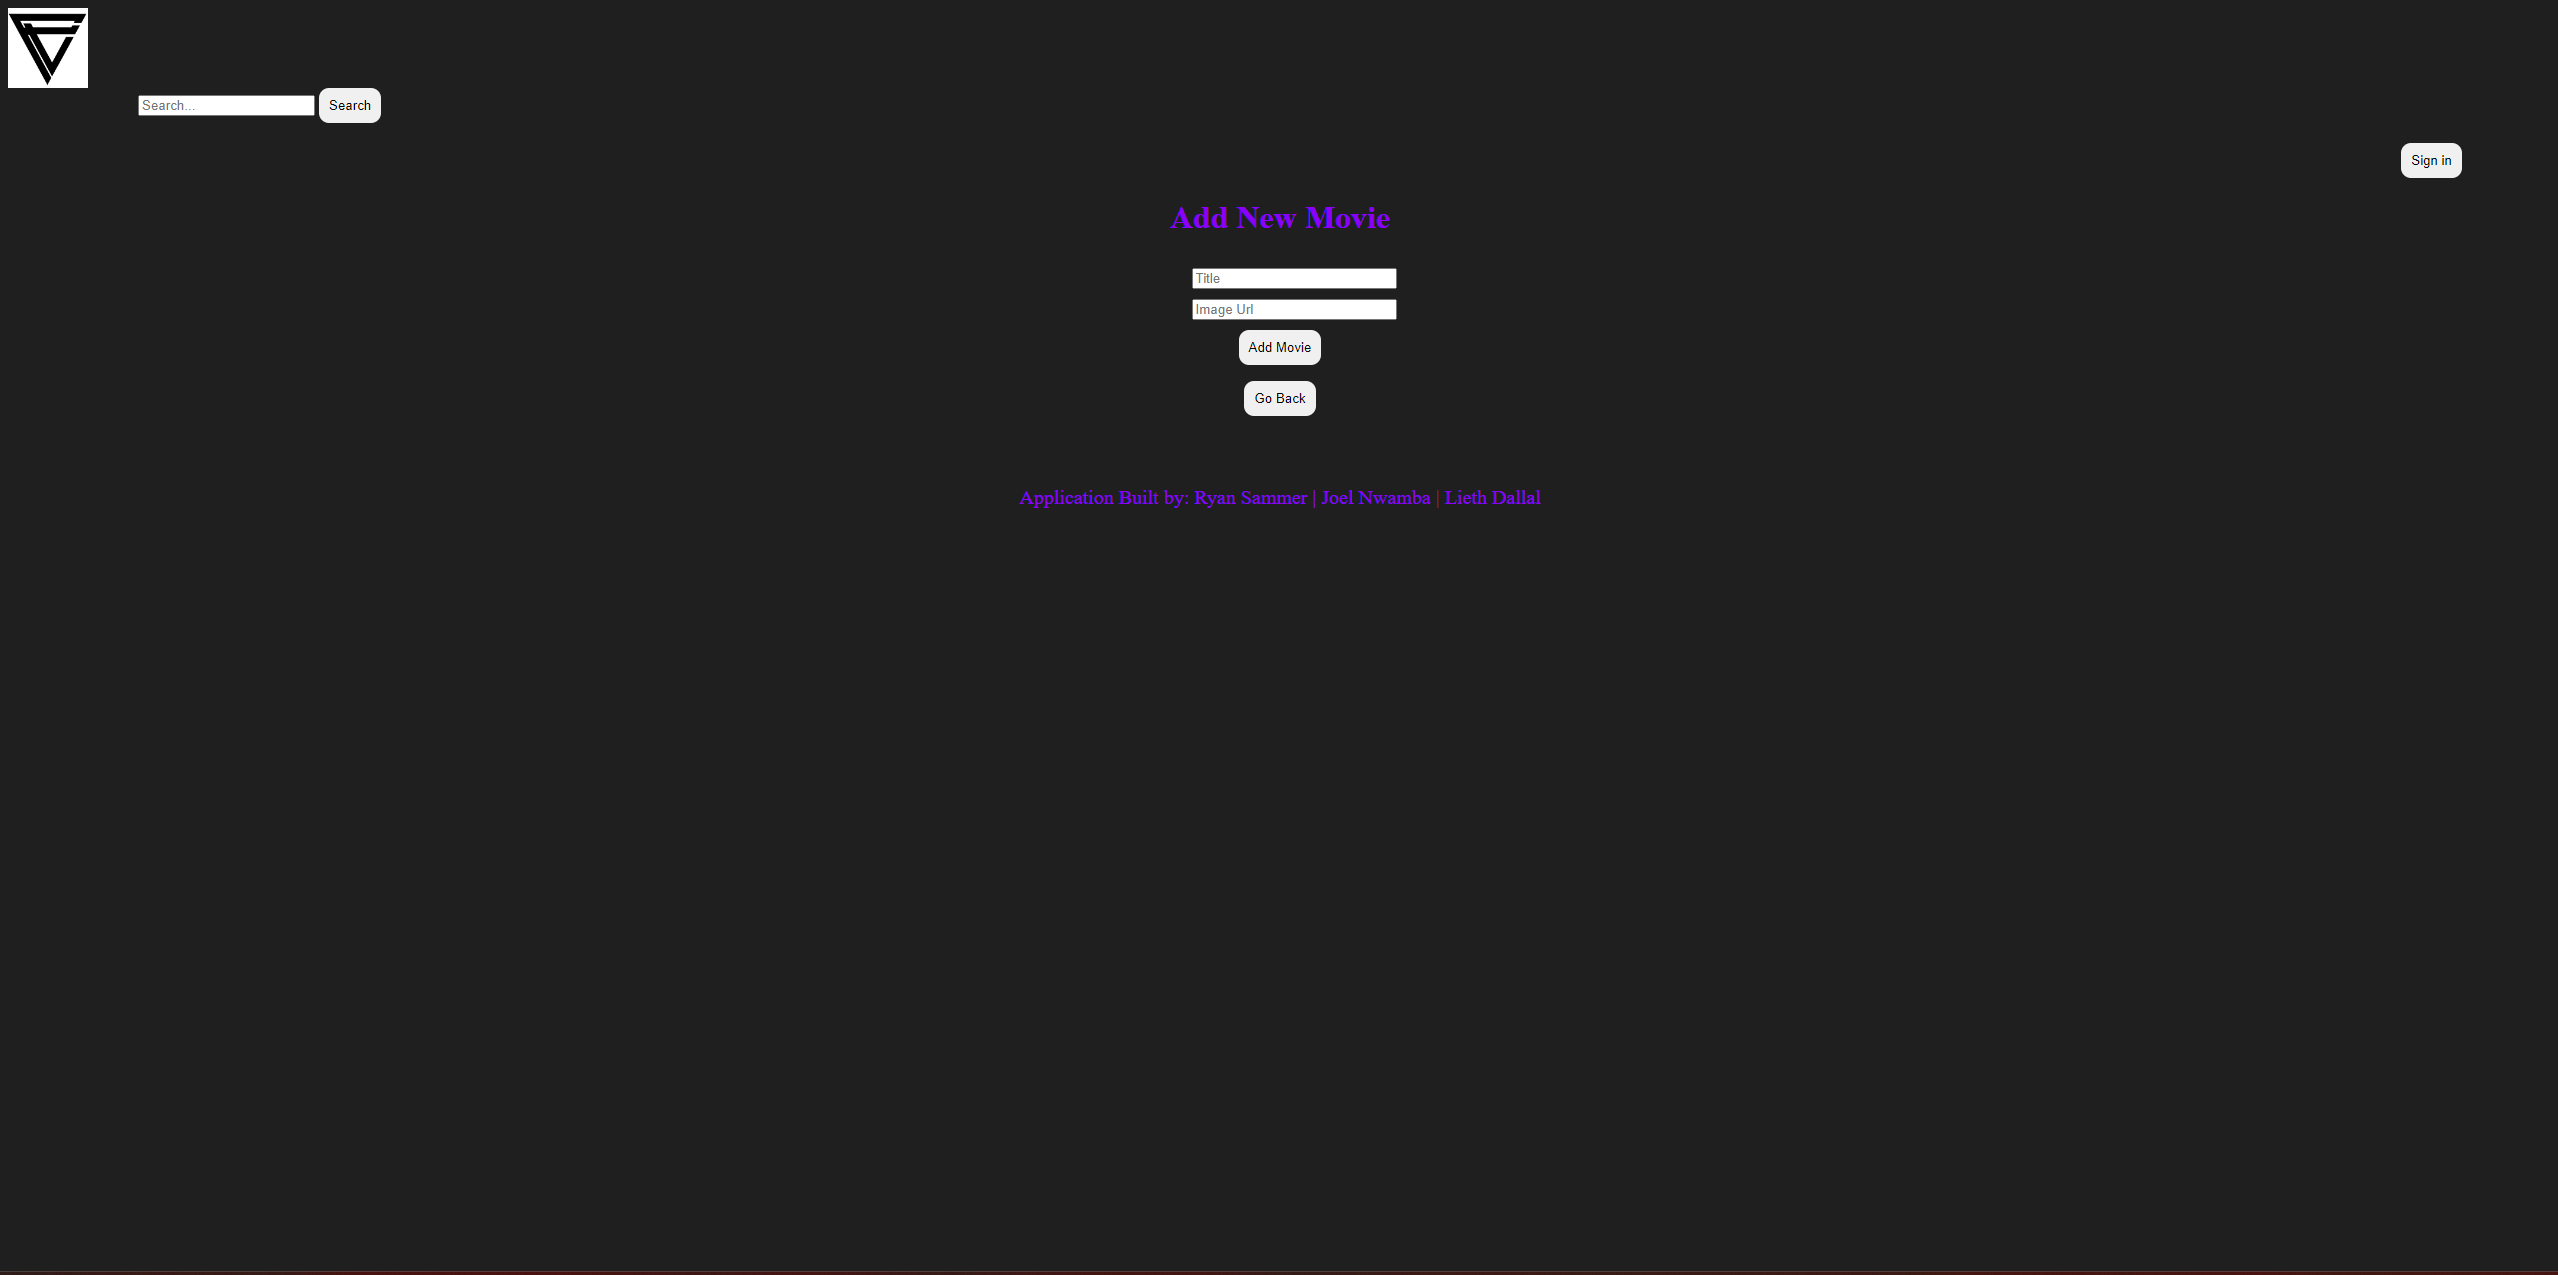 Search... Search
Sign in
Add New Movie
Title
Image Url
Add Movie
Go Back
Application Built by: Ryan Sammer | Joel Nwamba | Lieth Dallal